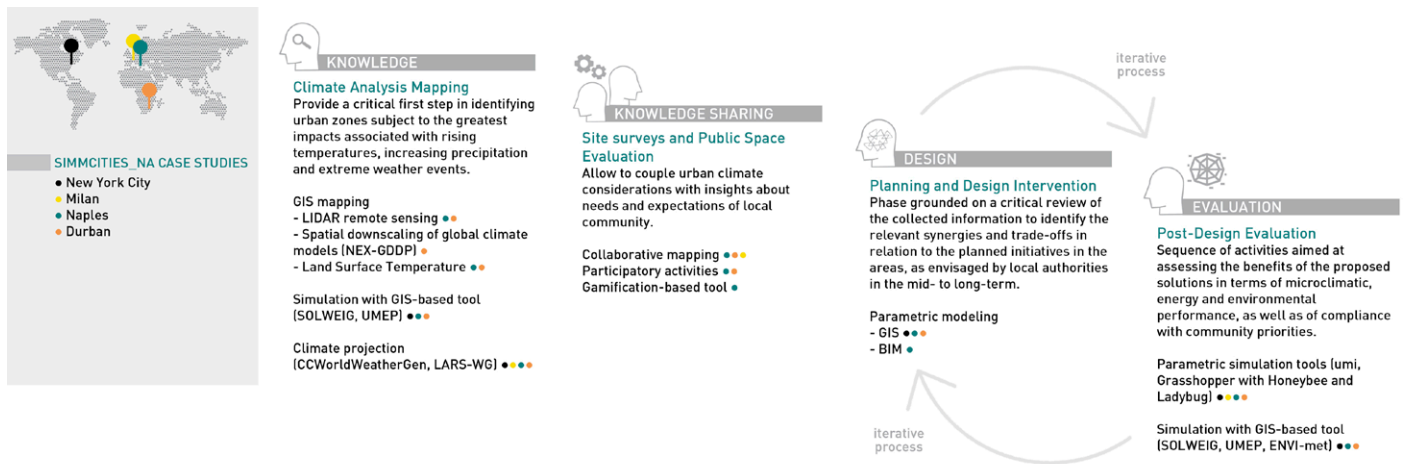 SIMMCITIES_NA CASE STUDIES
New York City
Milan
Naples
Durban
KNOWLEDGE
Climate Analysis Mapping
Provide a critical first step in identifying
urban zones subject to the greatest
impacts associated with rising
temperatures, increasing precipitation
and extreme weather events.
GIS mapping
- LIDAR remote sensing
- Spatial downscaling of global climate
models (NEX-GDDP)
- Land Surface Temperature
Simulation with GIS-based tool
(SOLWEIG, UMEP)
Climate projection
(CCWorldWeatherGen, LARS-WG)
KNOWLEDGE SHARING
Site surveys and Public Space
Evaluation
Allow to couple urban climate
considerations with insights about
needs and expectations of local
community.
Collaborative mapping
Participatory activities
Gamification-based tool
DESIGN
Planning and Design Intervention
Phase grounded on a critical review of
the collected information to identify the
relevant synergies and trade-offs in
relation to the planned initiatives in the
areas, as envisaged by local authorities
in the mid- to long-term.
Parametric modeling
- GIS
- BIM
iterative
process
EVALUATION
Post-Design Evaluation
Sequence of activities aimed at
assessing the benefits of the proposed
solutions in terms of microclimatic,
energy and environmental
performance, as well as of compliance
with community priorities.
Parametric simulation tools (umi,
Grasshopper with Honeybee and
Ladybug)
Simulation with GIS-based tool
(SOLWEIG, UMEP, ENVI-met)
iterative
process